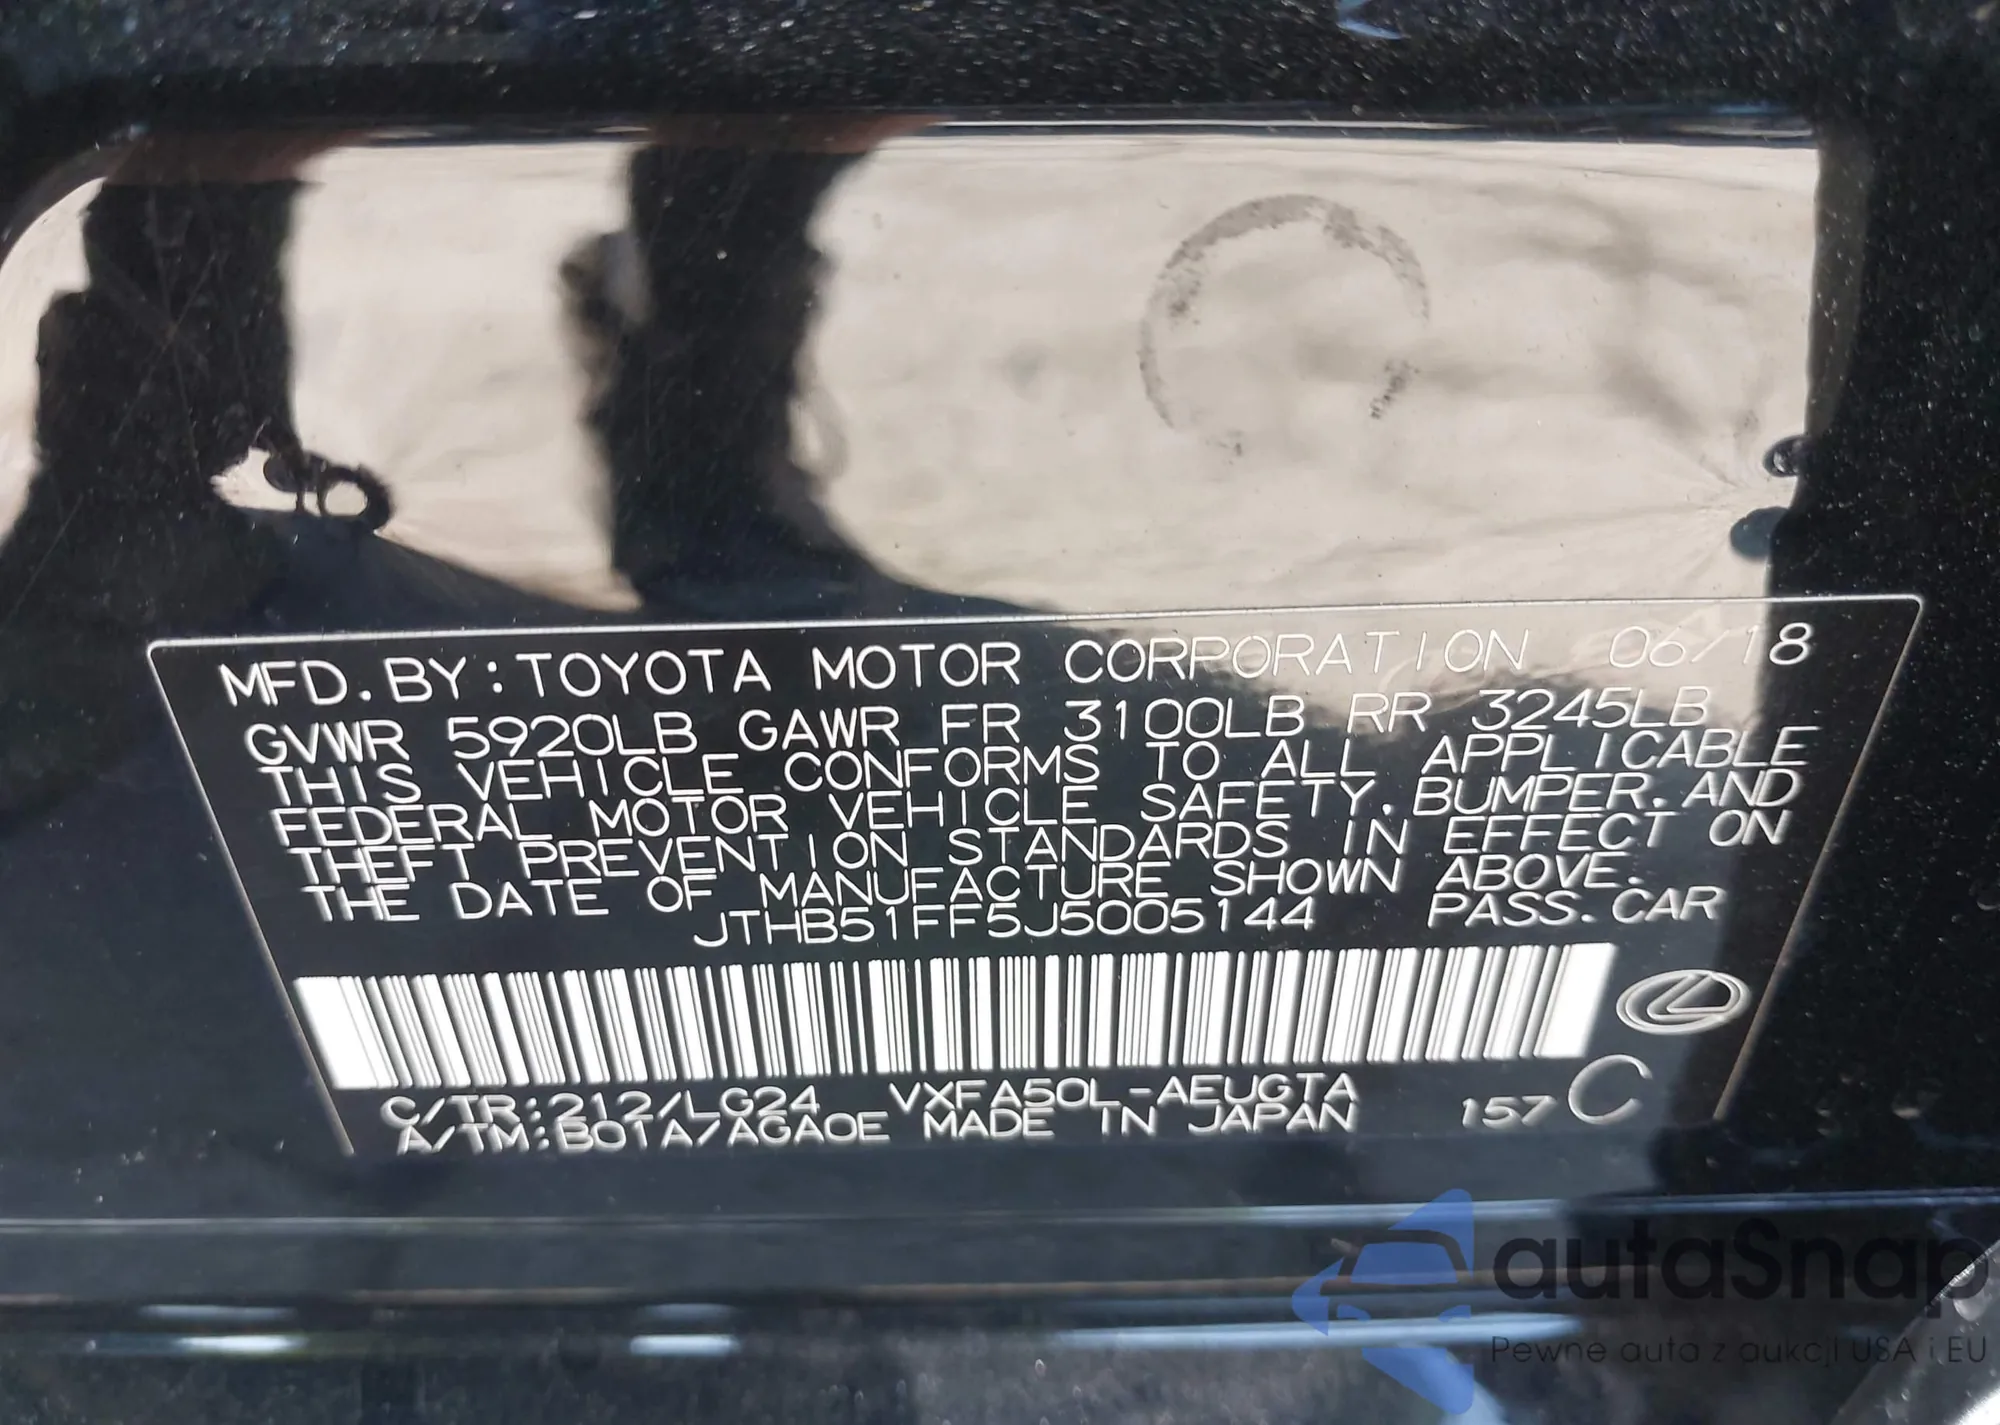 MFD. BY: TOYOTA MOTOR CORPORATION 06/18
GVWR 5920LB GAWR FR 3100LB RR 3245LB
THIS VEHICLE CONFORMS TO ALL APPLICABLE
FEDERAL MOTOR VEHICLE SAFETY, BUMPER, AND
THEFT PREVENTION STANDARDS IN EFFECT ON
THE DATE OF MANUFACTURE SHOWN ABOVE.
JTHB51FF5J5005144 PASS. CAR
C/TR:212/LG24 VXFA50L-AEUGTA
A/TM:B01A/AGA0E MADE IN JAPAN 157 C
autaSnap
Pewne auta z aukcji USA i EU